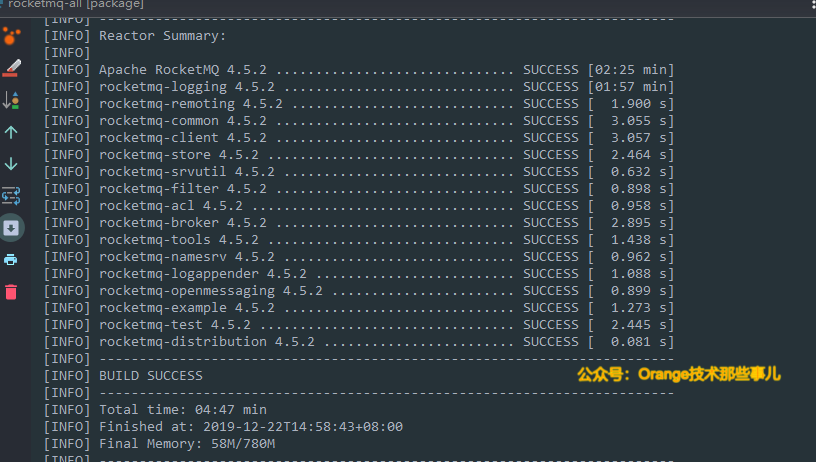 rocketmq-all [package]
[INFO] ------------------------------------------------------------------------
[INFO] Reactor Summary:
[INFO]
[INFO] Apache RocketMQ 4.5.2 ............................. SUCCESS [02:25 min]
[INFO] rocketmq-logging 4.5.2 ............................ SUCCESS [01:57 min]
[INFO] rocketmq-remoting 4.5.2 ........................... SUCCESS [  1.900 s]
[INFO] rocketmq-common 4.5.2 ............................. SUCCESS [  3.055 s]
[INFO] rocketmq-client 4.5.2 ............................. SUCCESS [  3.057 s]
[INFO] rocketmq-store 4.5.2 .............................. SUCCESS [  2.464 s]
[INFO] rocketmq-srvutil 4.5.2 ............................ SUCCESS [  0.632 s]
[INFO] rocketmq-filter 4.5.2 ............................. SUCCESS [  0.898 s]
[INFO] rocketmq-acl 4.5.2 ................................ SUCCESS [  0.958 s]
[INFO] rocketmq-broker 4.5.2 ............................. SUCCESS [  2.895 s]
[INFO] rocketmq-tools 4.5.2 .............................. SUCCESS [  1.438 s]
[INFO] rocketmq-namesrv 4.5.2 ............................ SUCCESS [  0.962 s]
[INFO] rocketmq-logappender 4.5.2 ........................ SUCCESS [  1.088 s]
[INFO] rocketmq-openmessaging 4.5.2 ...................... SUCCESS [  0.899 s]
[INFO] rocketmq-example 4.5.2 ............................ SUCCESS [  1.273 s]
[INFO] rocketmq-test 4.5.2 ............................... SUCCESS [  2.445 s]
[INFO] rocketmq-distribution 4.5.2 ....................... SUCCESS [  0.081 s]
[INFO] ------------------------------------------------------------------------
[INFO] BUILD SUCCESS
公众号：Orange技术那些事儿
[INFO] ------------------------------------------------------------------------
[INFO] Total time: 04:47 min
[INFO] Finished at: 2019-12-22T14:58:43+08:00
[INFO] Final Memory: 58M/780M
[INFO] ------------------------------------------------------------------------